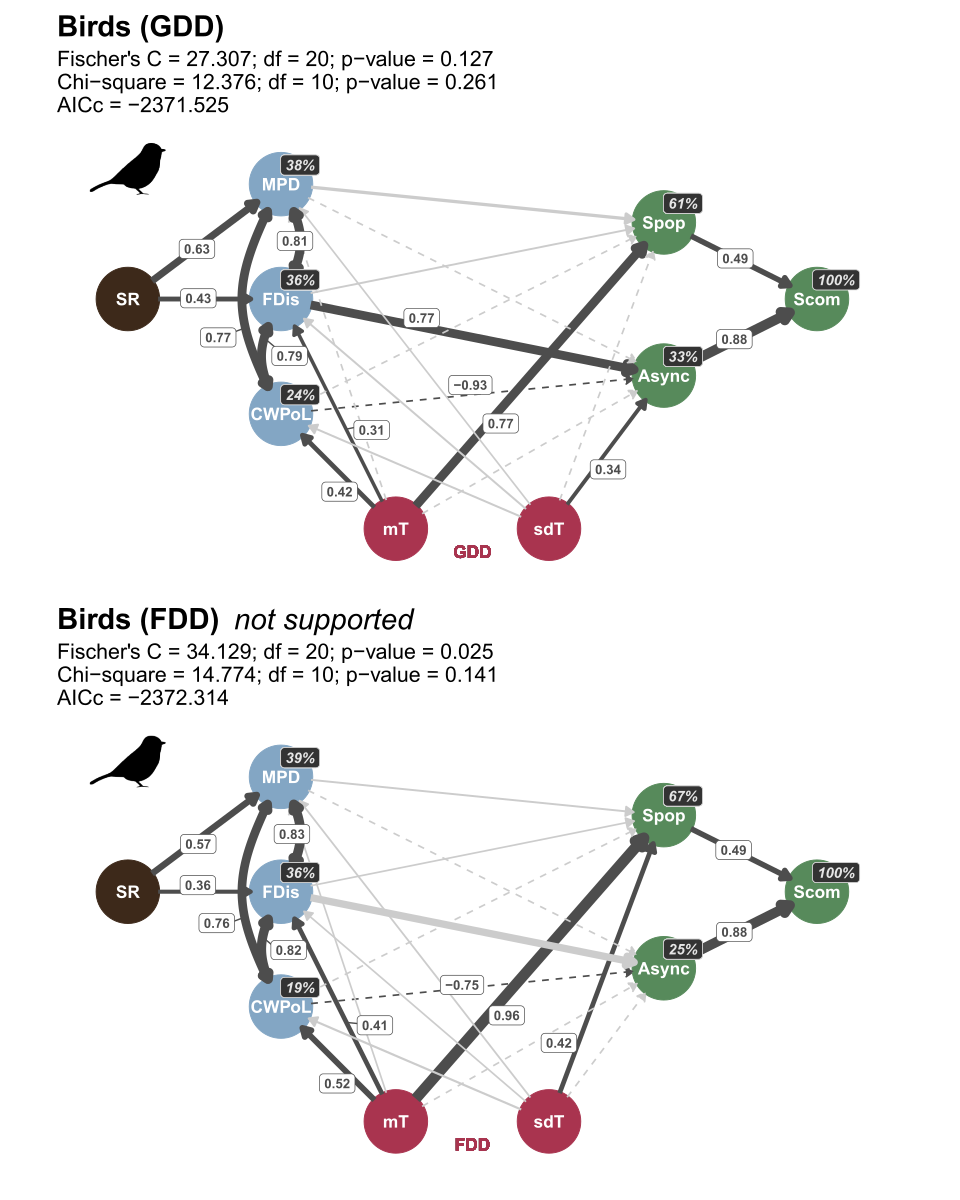 Birds (GDD)
Fischer's C = 27.307; df = 20; p−value = 0.127
Chi−square = 12.376; df = 10; p−value = 0.261
AICc = −2371.525
38%
MPD
61%
Spop
0.63
0.81
0.49
36%
100%
SR
0.43
FDis
Scom
0.77
0.77
0.88
0.79
33%
Async
−0.93
24%
CWPoL
0.77
0.31
0.34
0.42
mT
sdT
GDD
Birds (FDD) not supported
Fischer's C = 34.129; df = 20; p−value = 0.025
Chi−square = 14.774; df = 10; p−value = 0.141
AICc = −2372.314
39%
MPD
67%
Spop
0.57
0.83
0.49
36%
100%
SR
0.36
FDis
Scom
0.76
0.88
0.82
25%
Async
−0.75
19%
CWPoL
0.96
0.41
0.42
0.52
mT
sdT
FDD